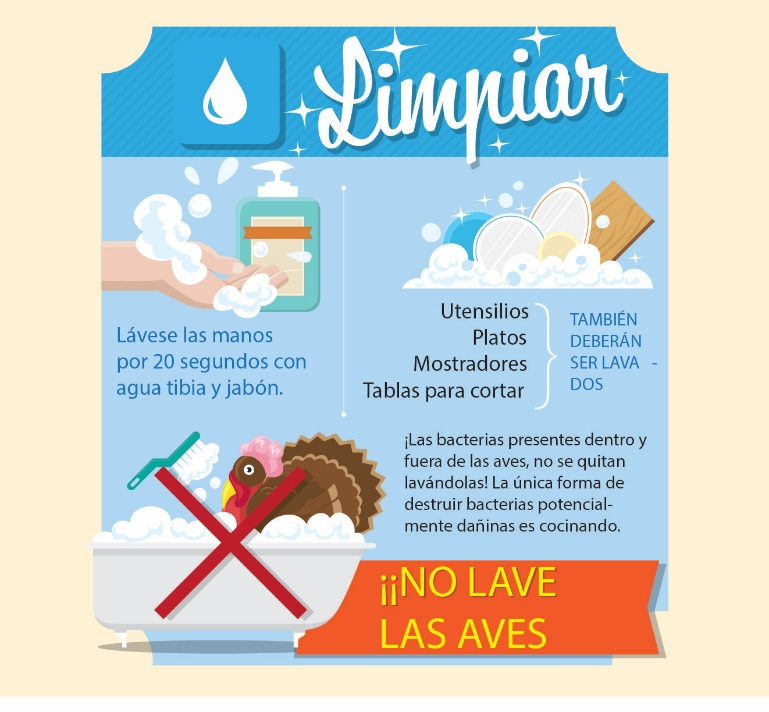 Limpiar
Lávese las manos
por 20 segundos con
agua tibia y jabón.
Utensilios
Platos
Mostradores
Tablas para cortar
TAMBIÉN
DEBERÁN
SER LAVA -
DOS
¡Las bacterias presentes dentro y
fuera de las aves, no se quitan
lavándolas! La única forma de
destruir bacterias potencial-
mente dañinas es cocinando.
¡¡NO LAVE
LAS AVES